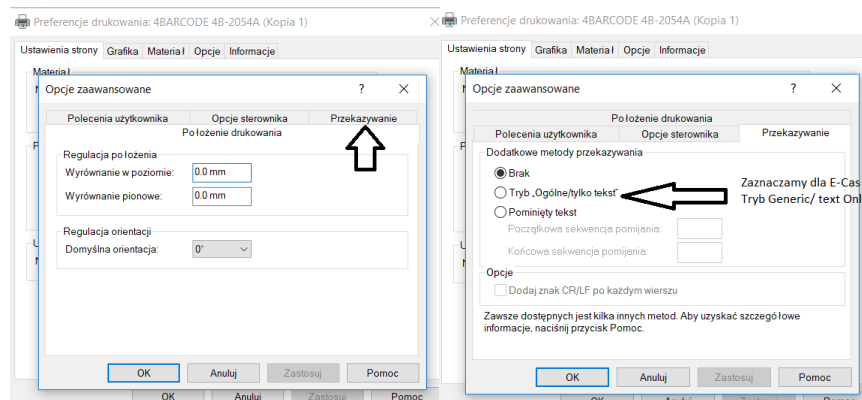 Preferencje drukowania: 4BARCODE 4B-2054A (Kopia 1)
Ustawienia strony Grafika Materiał Opcje Informacje
Materiał
Opcje zaawansowane
Polecenia użytkownika Opcje sterownika Przekazywanie
Położenie drukowania
Regulacja położenia
Wyrównanie w poziomie: 0.0 mm
Wyrównanie pionowe: 0.0 mm
Regulacja orientacji
Domyślna orientacja: 0°
OK Anuluj Zastosuj Pomoc
OK Anuluj Zastosuj Pomoc
Preferencje drukowania: 4BARCODE 4B-2054A (Kopia 1)
Ustawienia strony Grafika Materiał Opcje Informacje
Materiał
Opcje zaawansowane
Położenie drukowania
Polecenia użytkownika Opcje sterownika Przekazywanie
Dodatkowe metody przekazywania
Brak
Tryb „Ogólne/tylko tekst”
Zaznaczamy dla E-Cas
Tryb Generic/ text Onl
Pominięty tekst
Początkowa sekwencja pomijania:
Końcowa sekwencja pomijania:
Opcje
Dodaj znak CR/LF po każdym wierszu
Zawsze dostępnych jest kilka innych metod. Aby uzyskać szczegółowe
informacje, naciśnij przycisk Pomoc.
OK Anuluj Zastosuj Pomoc